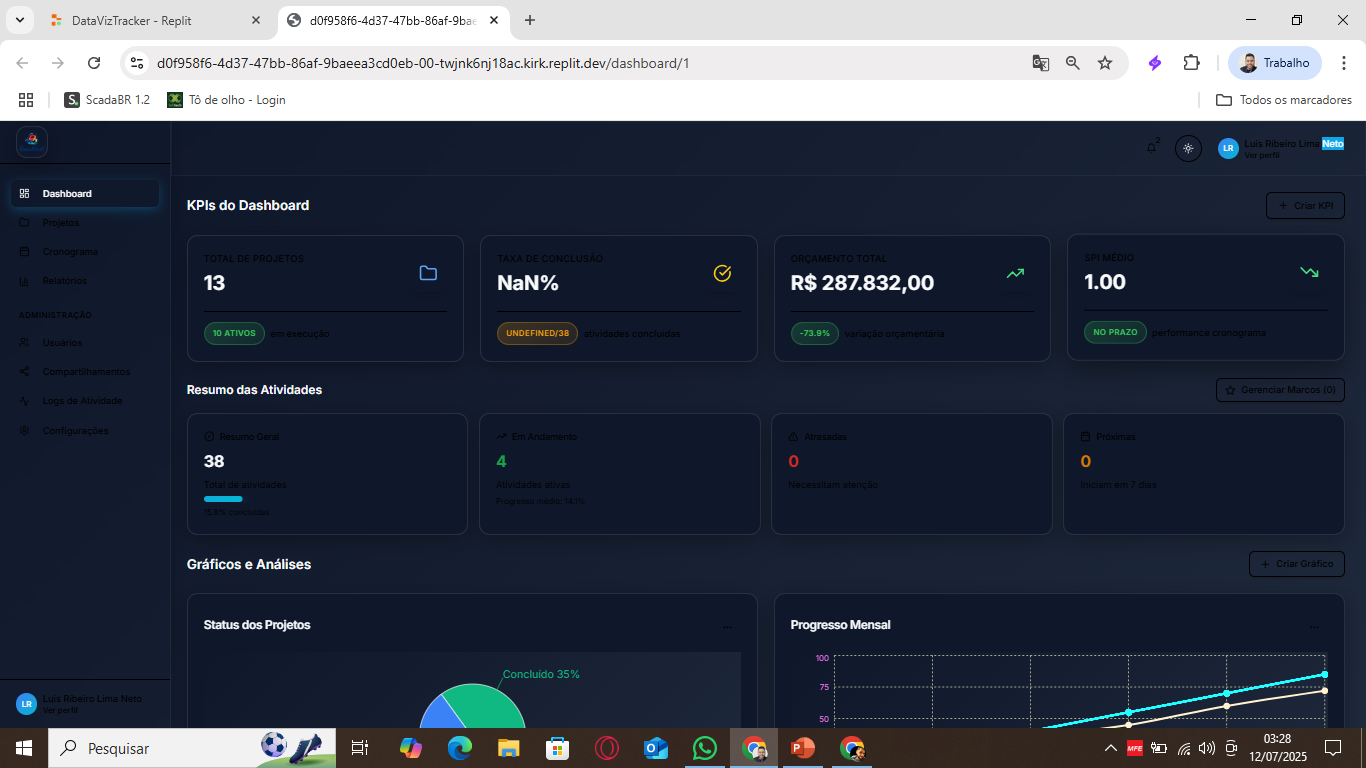 DataVizTracker - Replit
d0f958f6-4d37-47bb-86af-9bae
d0f958f6-4d37-47bb-86af-9baeea3cd0eb-00-twjnk6nj18ac.kirk.replit.dev/dashboard/1
Trabalho
ScadaBR 1.2
Tô de olho - Login
Todos os marcadores
2
LR
Luis Ribeiro Lima Neto
Ver perfil
Dashboard
Projetos
Cronograma
Relatórios
ADMINISTRAÇÃO
Usuários
Compartilhamentos
Logs de Atividade
Configurações
LR
Luis Ribeiro Lima Neto
Ver perfil
KPIs do Dashboard
+ Criar KPI
TOTAL DE PROJETOS
13
10 ATIVOS em execução
TAXA DE CONCLUSÃO
NaN%
UNDEFINED/38 atividades concluídas
ORÇAMENTO TOTAL
R$ 287.832,00
-73.9% variação orçamentária
SPI MÉDIO
1.00
NO PRAZO performance cronograma
Resumo das Atividades
Gerenciar Marcos (0)
Resumo Geral
38
Total de atividades
15.8% concluídas
Em Andamento
4
Atividades ativas
Progresso médio: 14.1%
Atrasadas
0
Necessitam atenção
Próximas
0
Iniciam em 7 dias
Gráficos e Análises
+ Criar Gráfico
Status dos Projetos
...
Concluído 35%
Progresso Mensal
...
100
75
50
Pesquisar
MFE
03:28
12/07/2025